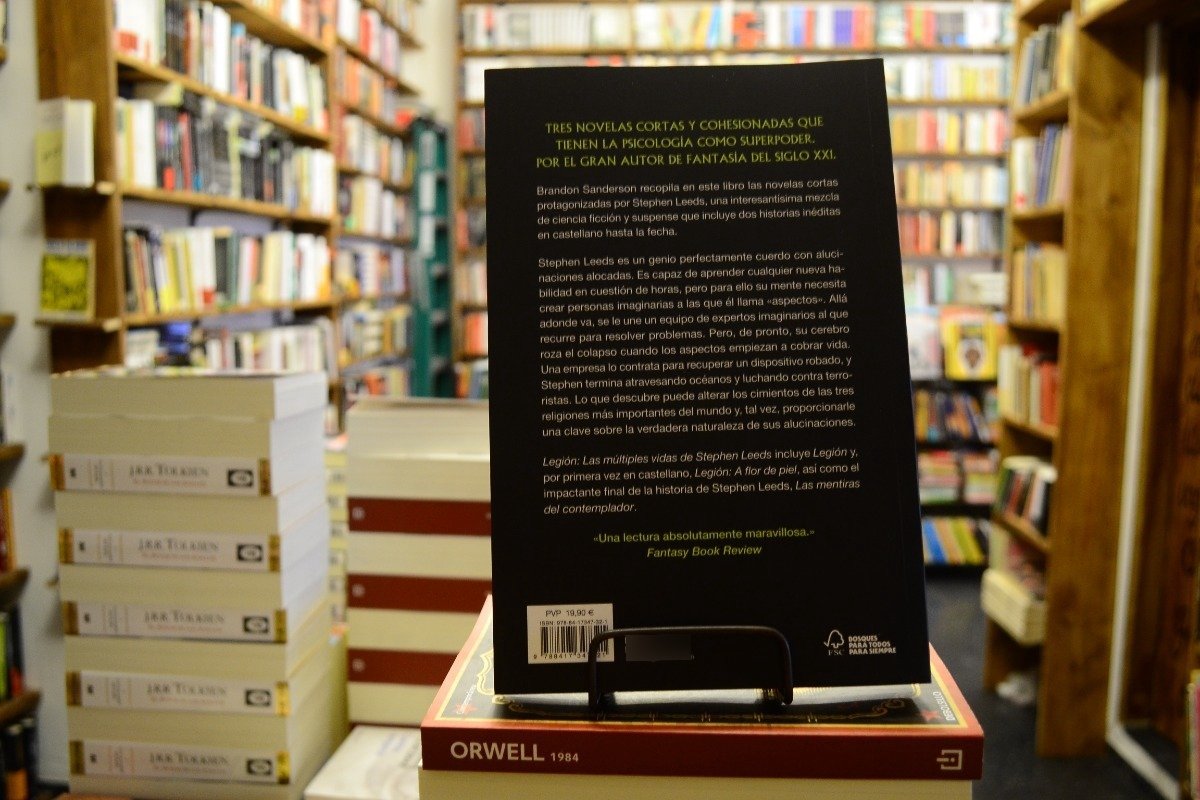 TRES NOVELAS CORTAS Y COHESIONADAS QUE
TIENEN LA PSICOLOGÍA COMO SUPERPODER.
POR EL GRAN AUTOR DE FANTASÍA DEL SIGLO XXI.
Brandon Sanderson recopila en este libro las novelas cortas
protagonizadas por Stephen Leeds, una interesantísima mezcla
de ciencia ficción y suspense que incluye dos historias inéditas
en castellano hasta la fecha.
Stephen Leeds es un genio perfectamente cuerdo con aluci-
naciones alocadas. Es capaz de aprender cualquier nueva ha-
bilidad en cuestión de horas, pero para ello su mente necesita
crear personas imaginarias a las que él llama «aspectos». Allá
adonde va, se le une un equipo de expertos imaginarios al que
recurre para resolver problemas. Pero, de pronto, su cerebro
roza el colapso cuando los aspectos empiezan a cobrar vida.
Una empresa lo contrata para recuperar un dispositivo robado, y
Stephen termina atravesando océanos y luchando contra terro-
ristas. Lo que descubre puede alterar los cimientos de las tres
religiones más importantes del mundo y, tal vez, proporcionarle
una clave sobre la verdadera naturaleza de sus alucinaciones.
Legión: Las múltiples vidas de Stephen Leeds incluye Legión y,
por primera vez en castellano, Legión: A flor de piel, así como el
impactante final de la historia de Stephen Leeds, Las mentiras
del contemplador.
«Una lectura absolutamente maravillosa.»
Fantasy Book Review
PVP 19,90 €
ISBN: 978-84-17347-32-1
FSC
BOSQUES
PARA TODOS
PARA SIEMPRE
ORWELL 1984
J.R.R. TOLKIEN
J.R.R. TOLKIEN
J.R.R. TOLKIEN
J.R.R. TOLKIEN
J.R.R. TOLKIEN